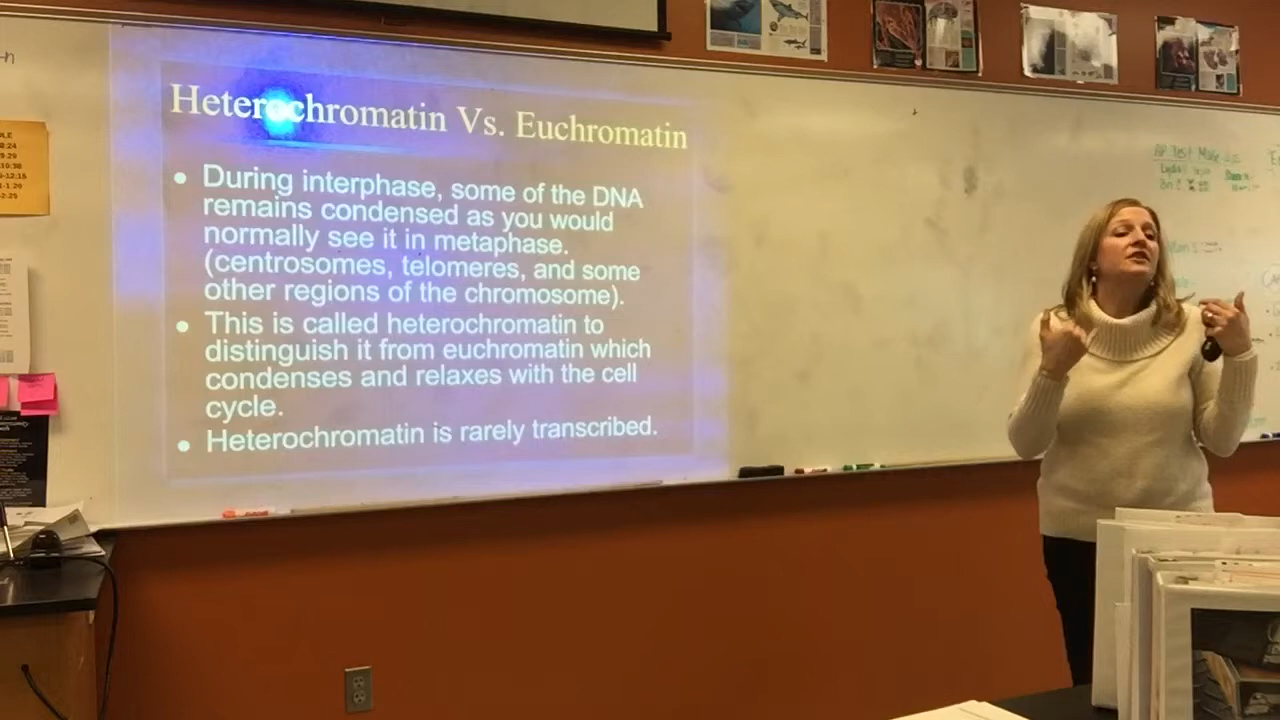 Heterochromatin Vs. Euchromatin
• During interphase, some of the DNA
remains condensed as you would
normally see it in metaphase.
(centrosomes, telomeres, and some
other regions of the chromosome).
• This is called heterochromatin to
distinguish it from euchromatin which
condenses and relaxes with the cell
cycle.
• Heterochromatin is rarely transcribed.